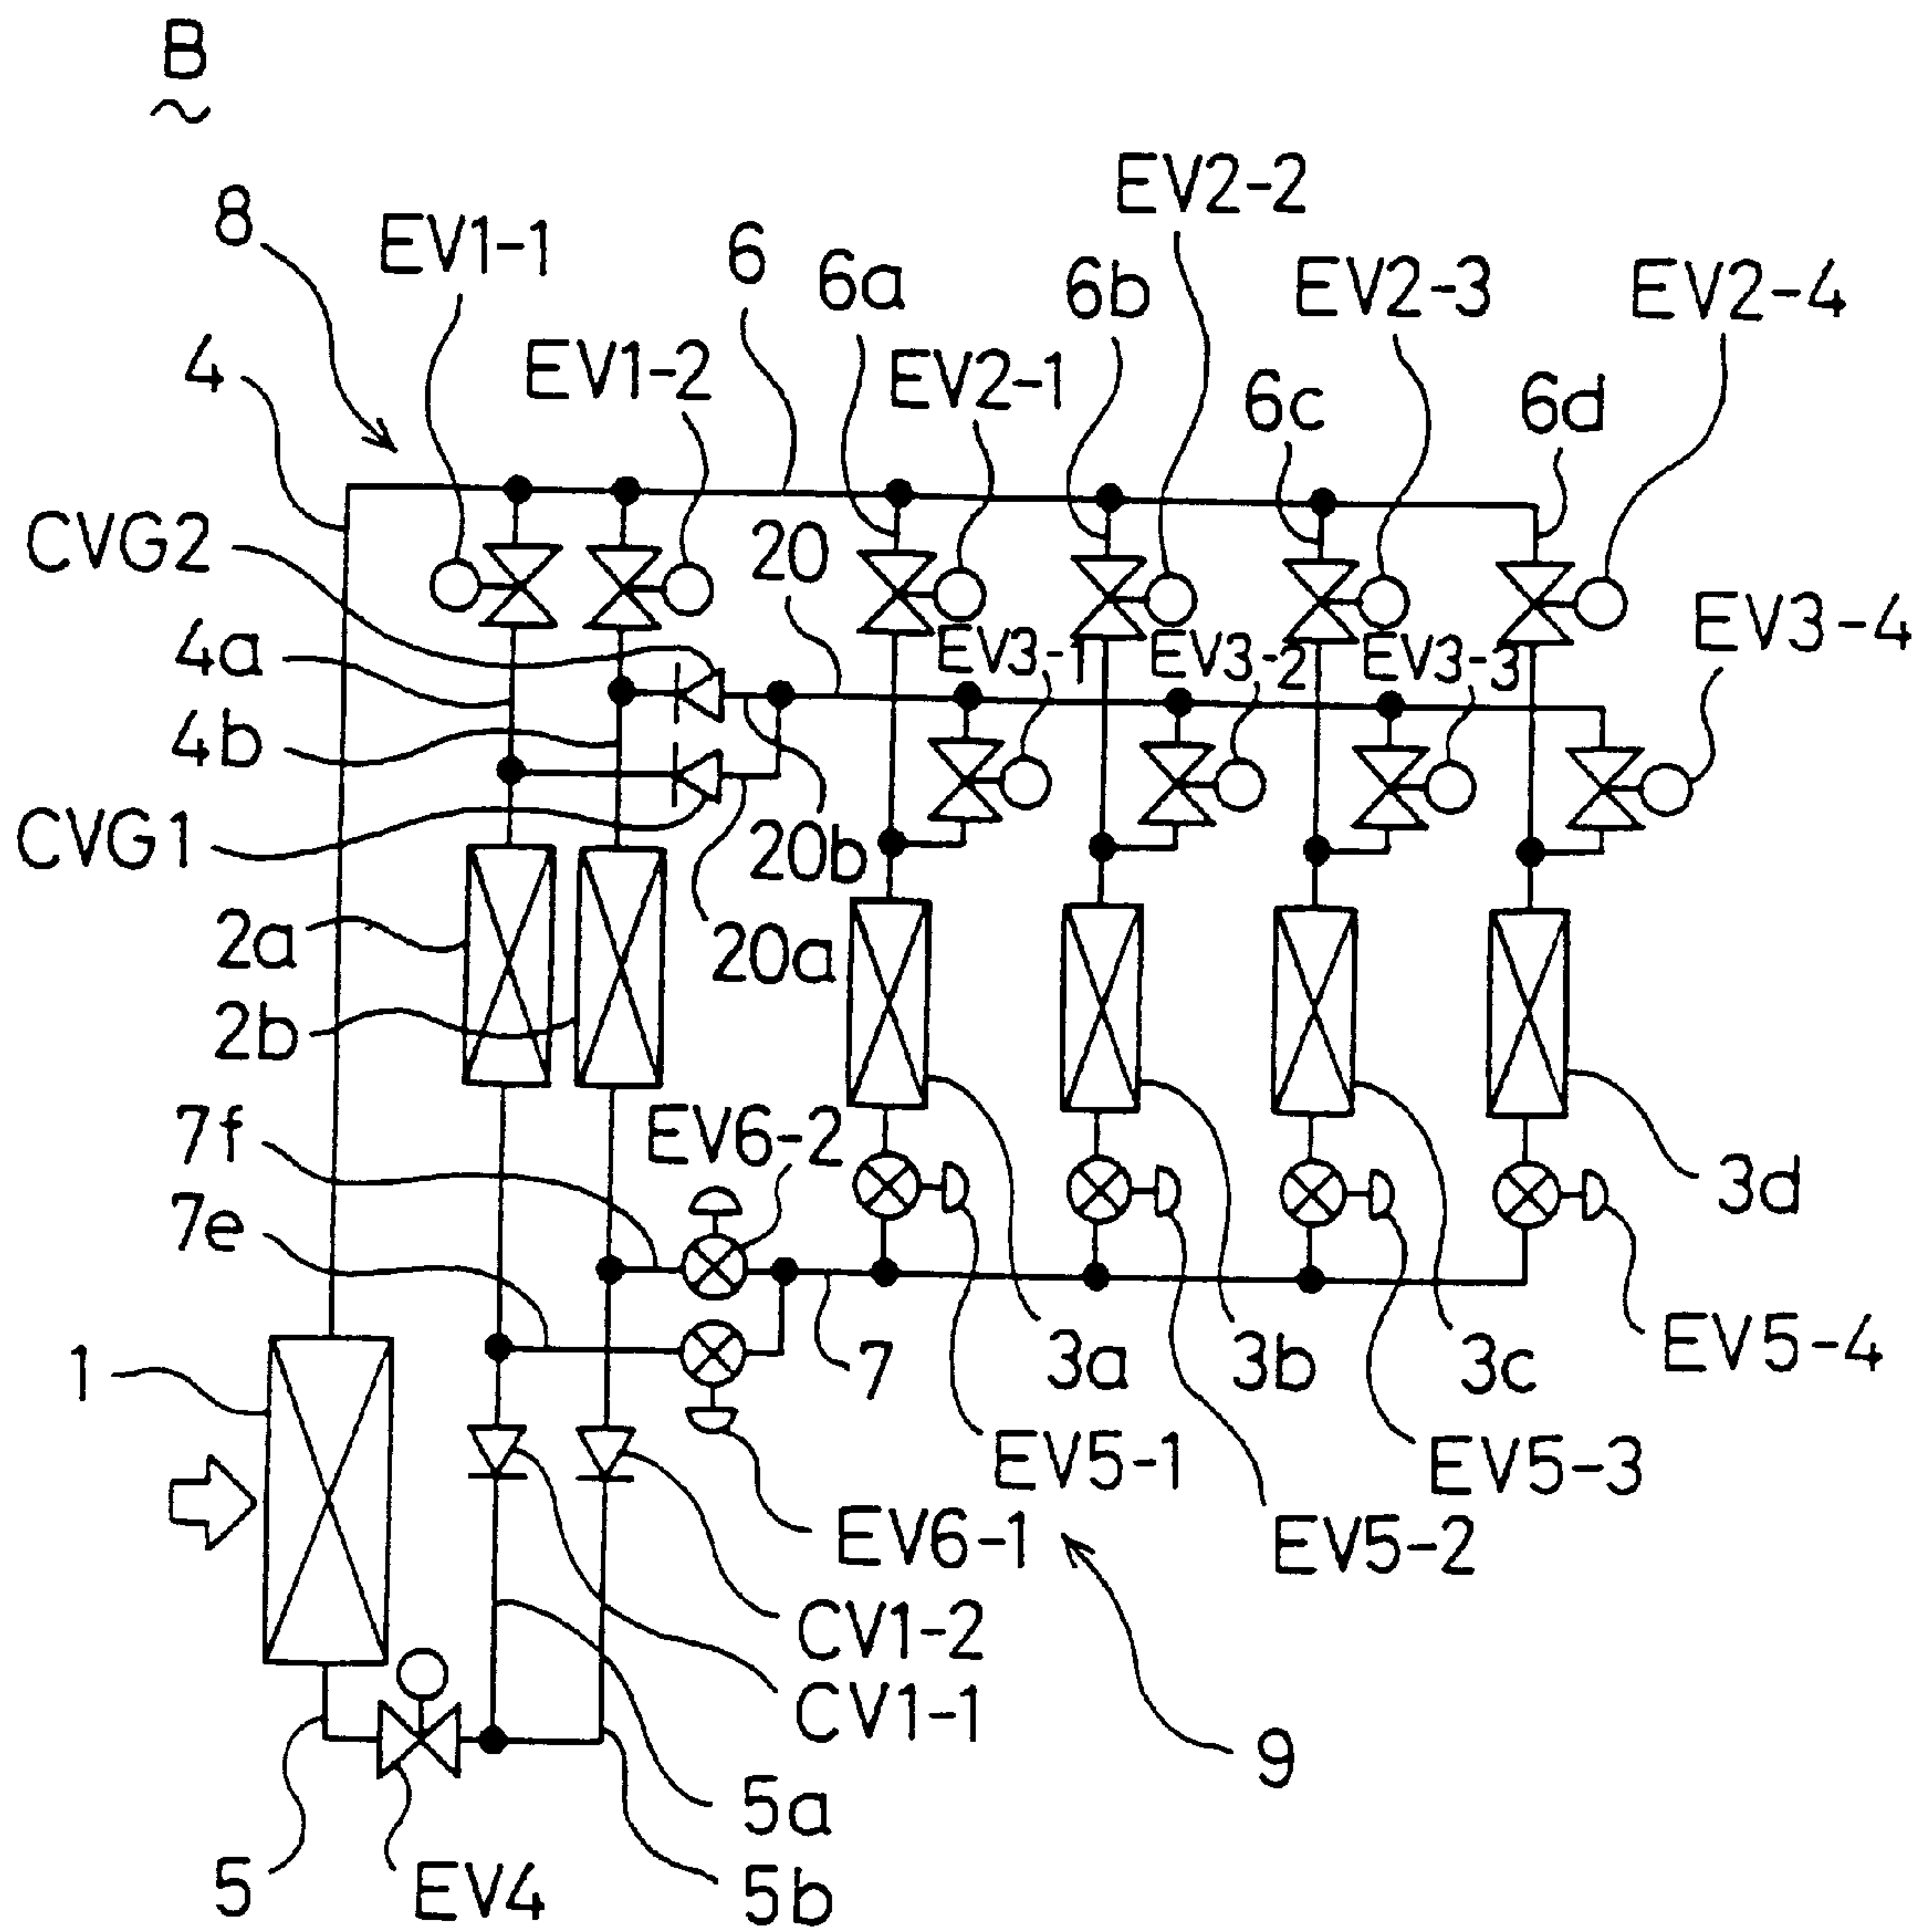 B
EV2-2
8
EV1-1
6
6a
6b
EV2-3
EV2-4
4
EV1-2
EV2-1
6c
6d
CVG2
20
EV3-4
4a
EV3-1
EV3-2
EV3-3
4b
CVG1
20b
2a
20a
2b
7f
EV6-2
3d
7e
1
7
3a
3b
3c
EV5-4
EV5-1
EV5-3
EV6-1
EV5-2
CV1-2
CV1-1
9
5a
5
EV4
5b